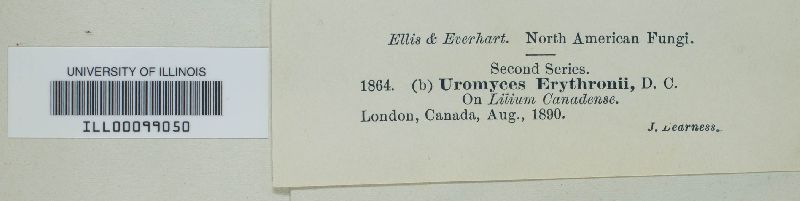 UNIVERSITY OF ILLINOIS
ILL00099050
Ellis & Everhart. North American Fungi.
Second Series.
1864. (b) Uromyces Erythronii, D. C.
On Lilium Canadense.
London, Canada, Aug., 1890.
J. Dearness.